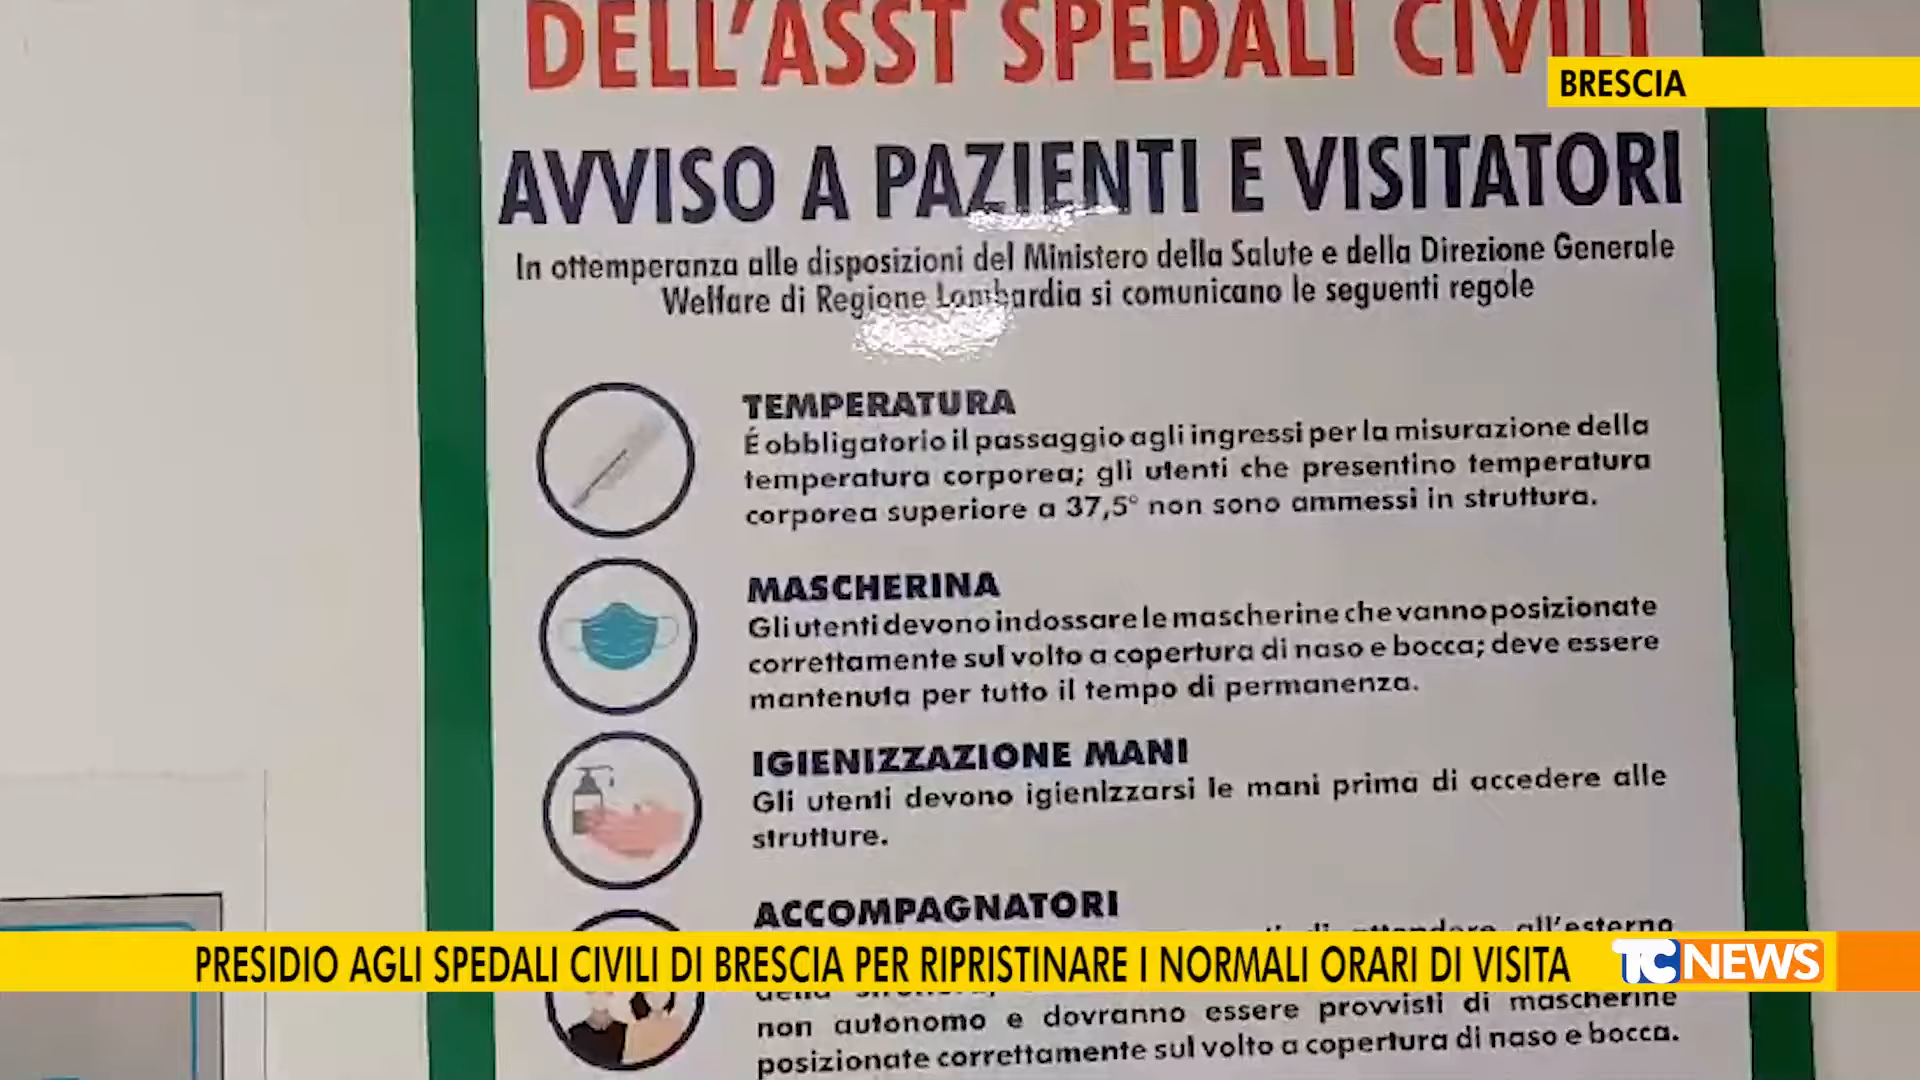 DELL'ASST SPEDALI CIVILI
BRESCIA
AVVISO A PAZIENTI E VISITATORI
In ottemperanza alle disposizioni del Ministero della Salute e della Direzione Generale
Welfare di Regione Lombardia si comunicano le seguenti regole
TEMPERATURA
É obbligatorio il passaggio agli ingressi per la misurazione della
temperatura corporea; gli utenti che presentino temperatura
corporea superiore a 37,5° non sono ammessi in struttura.
MASCHERINA
Gli utenti devono indossare le mascherine che vanno posizionate
correttamente sul volto a copertura di naso e bocca; deve essere
mantenuta per tutto il tempo di permanenza.
IGIENIZZAZIONE MANI
Gli utenti devono igienizzarsi le mani prima di accedere alle
strutture.
ACCOMPAGNATORI
di attendere all'esterno
PRESIDIO AGLI SPEDALI CIVILI DI BRESCIA PER RIPRISTINARE I NORMALI ORARI DI VISITA
TC NEWS
della
non autonomo e dovranno essere provvisti di mascherine
posizionate correttamente sul volto a copertura di naso e bocca.